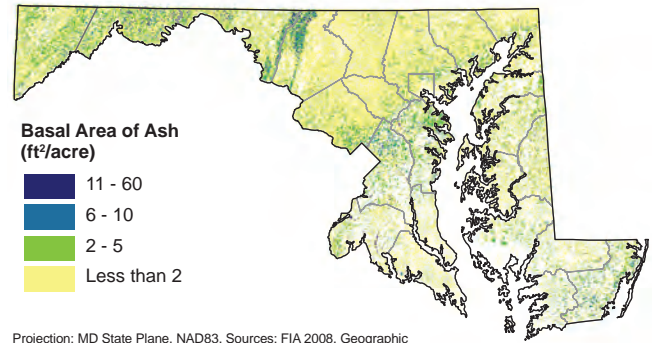 Basal Area of Ash
(ft²/acre)
11 - 60
6 - 10
2 - 5
Less than 2
Projection: MD State Plane, NAD83. Sources: FIA 2008, Geographic